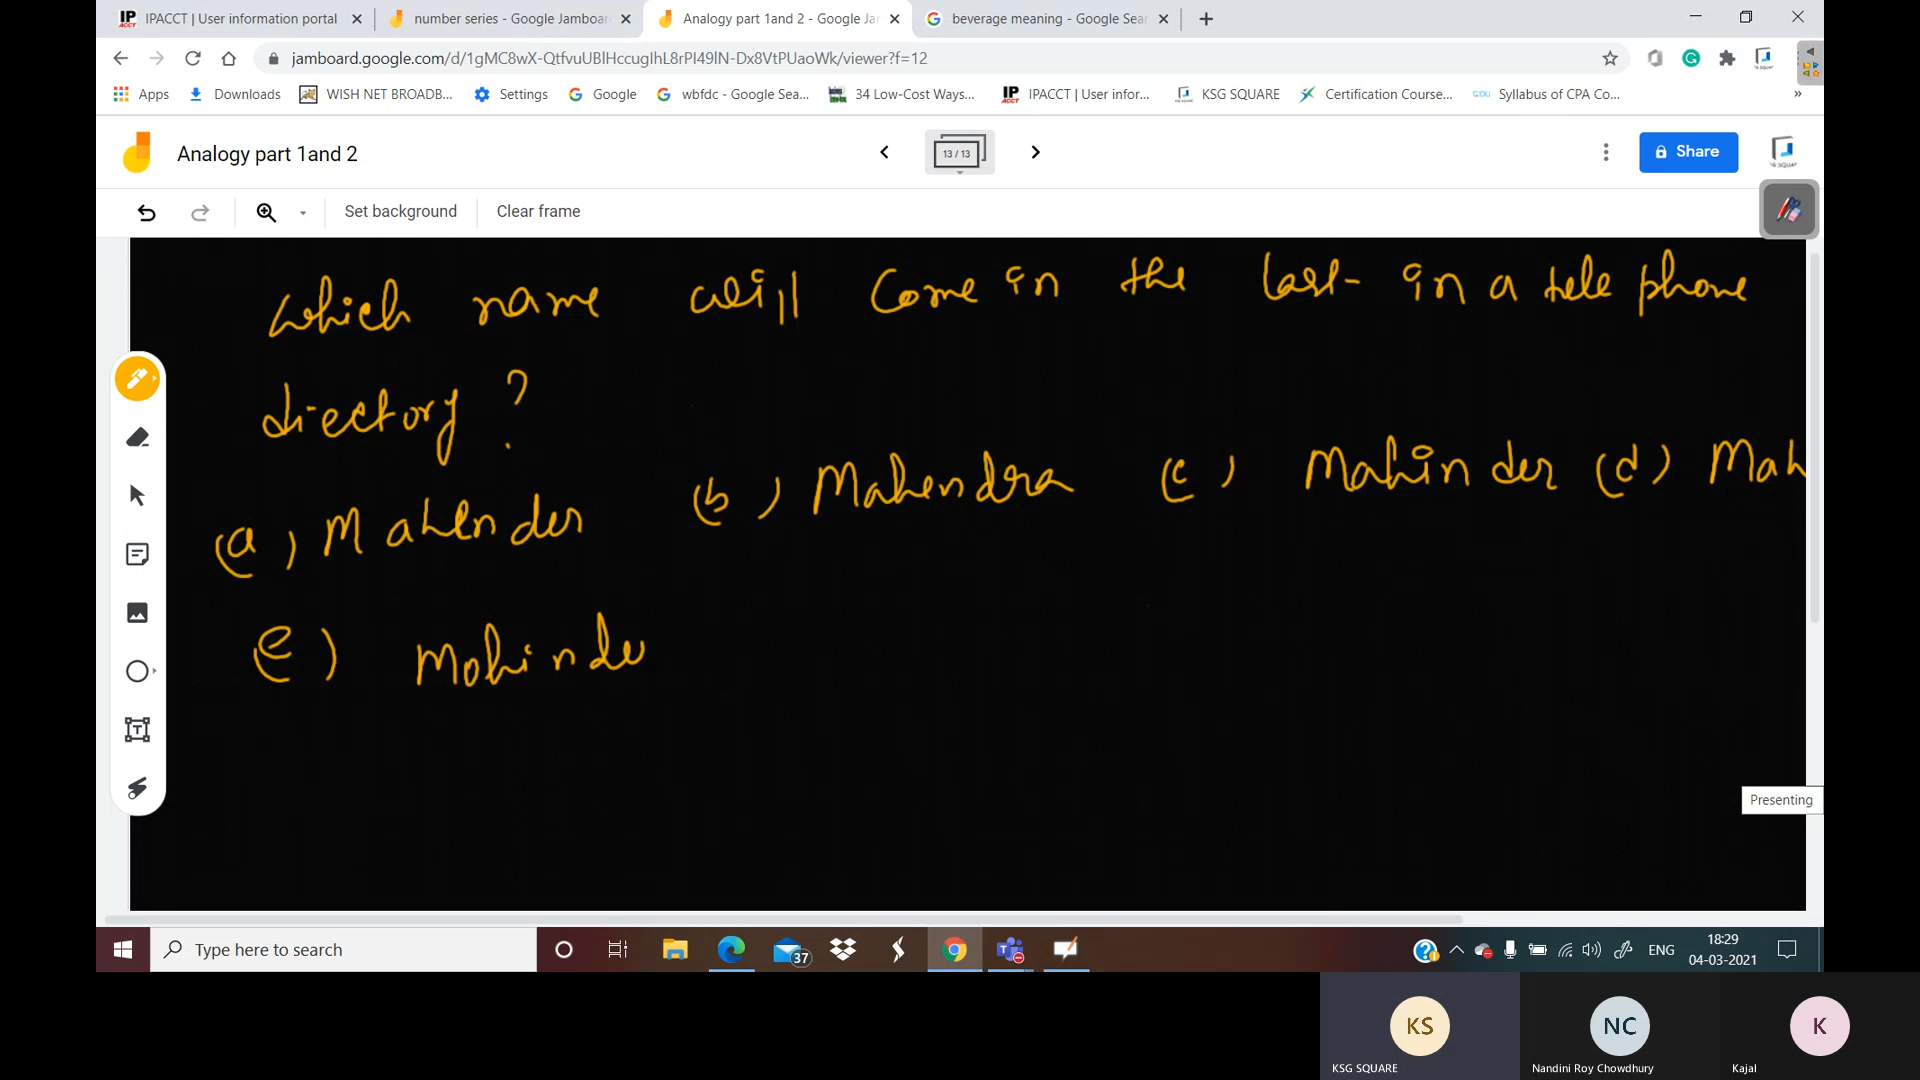 IPACCT | User information portal
number series - Google Jamboar
Analogy part 1and 2 - Google Ja
beverage meaning - Google Sea
jamboard.google.com/d/1gMC8wX-QtfvuUBlHccugIhL8rPl49lN-Dx8VtPUaoWk/viewer?f=12
Apps Downloads WISH NET BROADB... Settings Google wbfdc - Google Sea... 34 Low-Cost Ways... IPACCT | User infor... KSG SQUARE Certification Course... Syllabus of CPA Co... »
Analogy part 1and 2
13 / 13
Share
Set background Clear frame
which name will Come in the last in a tele phone
directory ?
(a) Mahender (b) Mahendra (c) Mahinder (d) Mah
e) Mohinder
Presenting
Type here to search
37
ENG
18:29
04-03-2021
KS NC K
KSG SQUARE Nandini Roy Chowdhury Kajal